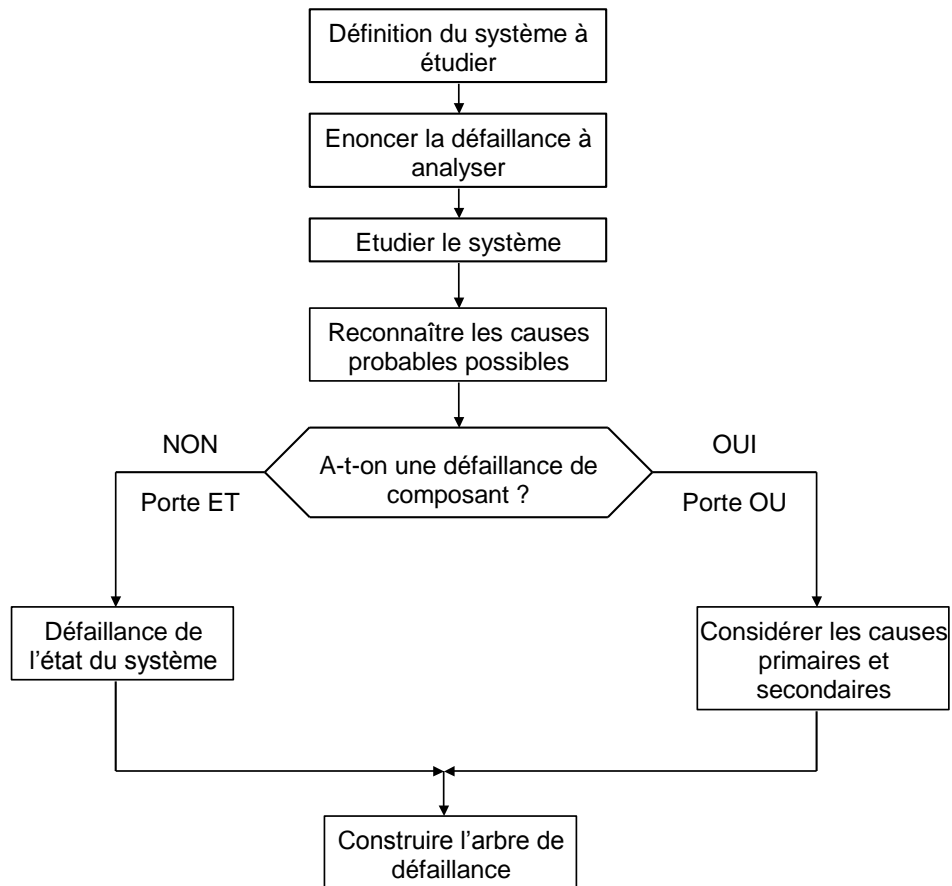 Définition du système à
étudier
Enoncer la défaillance à
analyser
Etudier le système
Reconnaître les causes
probables possibles
NON
OUI
A-t-on une défaillance de
composant ?
Porte ET
Porte OU
Défaillance de
l’état du système
Considérer les causes
primaires et
secondaires
Construire l’arbre de
défaillance